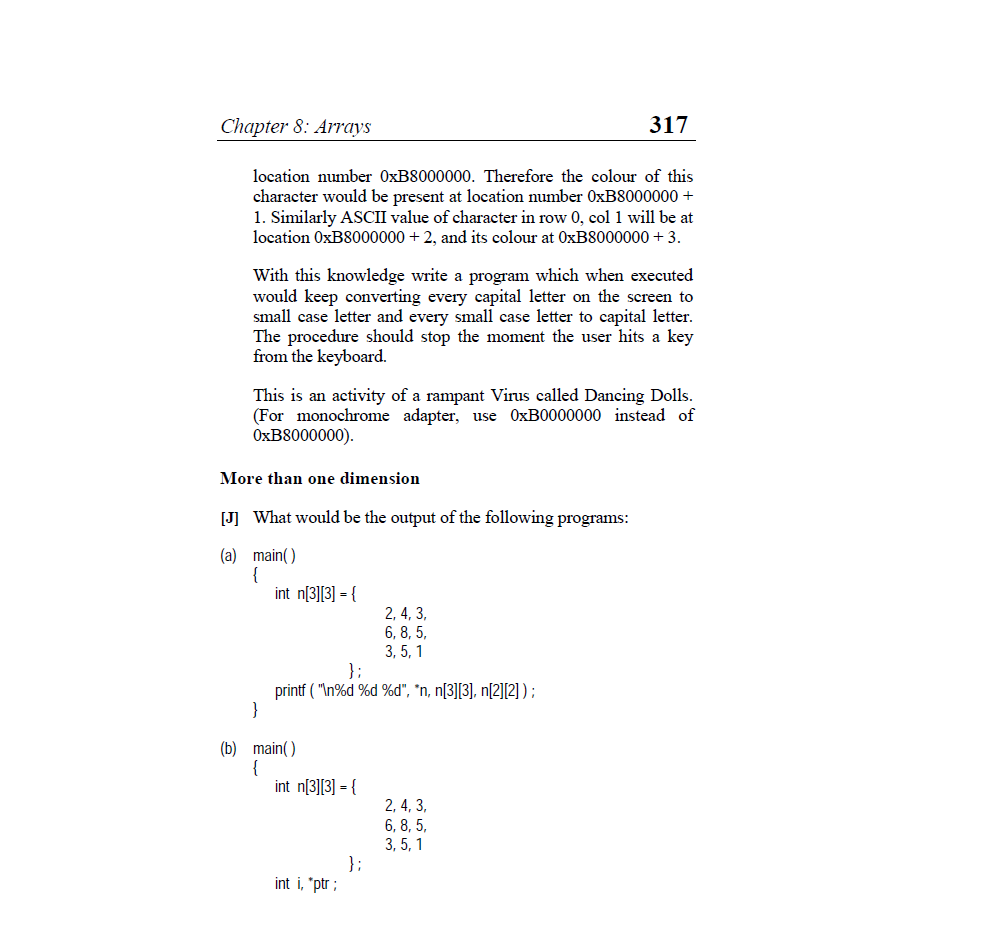 Chapter 8: Arrays 317
location number 0xB8000000. Therefore the colour of this
character would be present at location number 0xB8000000 +
1. Similarly ASCII value of character in row 0, col 1 will be at
location 0xB8000000 + 2, and its colour at 0xB8000000 + 3.
With this knowledge write a program which when executed
would keep converting every capital letter on the screen to
small case letter and every small case letter to capital letter.
The procedure should stop the moment the user hits a key
from the keyboard.
This is an activity of a rampant Virus called Dancing Dolls.
(For monochrome adapter, use 0xB0000000 instead of
0xB8000000).
More than one dimension
[J] What would be the output of the following programs:
(a) main( )
{
int n[3][3] = {
2, 4, 3,
6, 8, 5,
3, 5, 1
} ;
printf ( "\n%d %d %d", *n, n[3][3], n[2][2] ) ;
}
(b) main( )
{
int n[3][3] = {
2, 4, 3,
6, 8, 5,
3, 5, 1
} ;
int i, *ptr ;